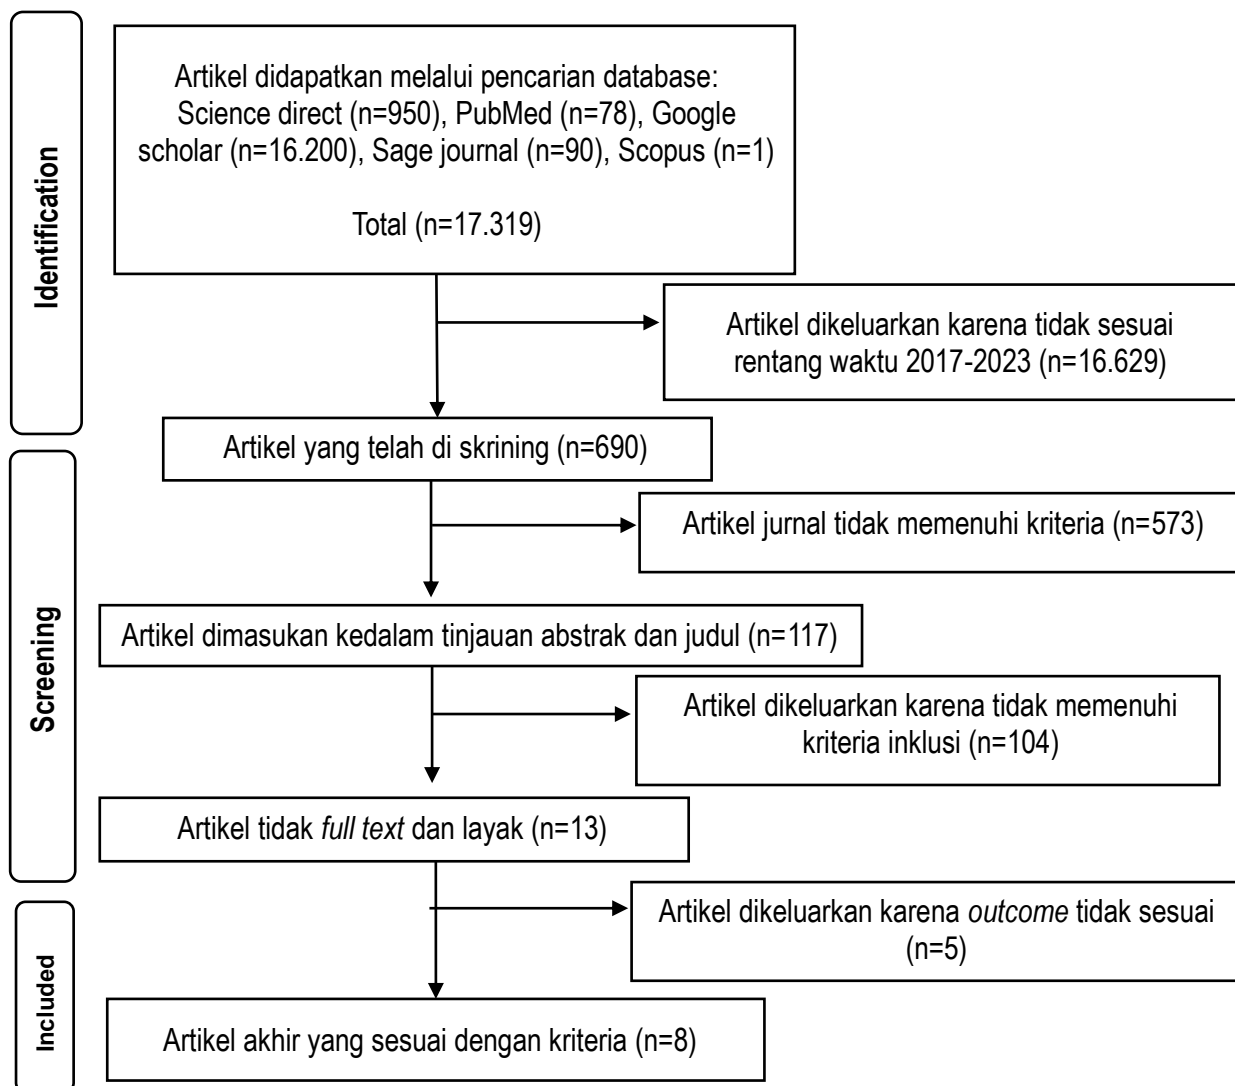 Identification
Artikel didapatkan melalui pencarian database:
Science direct (n=950), PubMed (n=78), Google
scholar (n=16.200), Sage journal (n=90), Scopus (n=1)
Total (n=17.319)
Artikel dikeluarkan karena tidak sesuai
rentang waktu 2017-2023 (n=16.629)
Artikel yang telah di skrining (n=690)
Screening
Artikel jurnal tidak memenuhi kriteria (n=573)
Artikel dimasukan kedalam tinjauan abstrak dan judul (n=117)
Artikel dikeluarkan karena tidak memenuhi
kriteria inklusi (n=104)
Artikel tidak full text dan layak (n=13)
Included
Artikel dikeluarkan karena outcome tidak sesuai
(n=5)
Artikel akhir yang sesuai dengan kriteria (n=8)